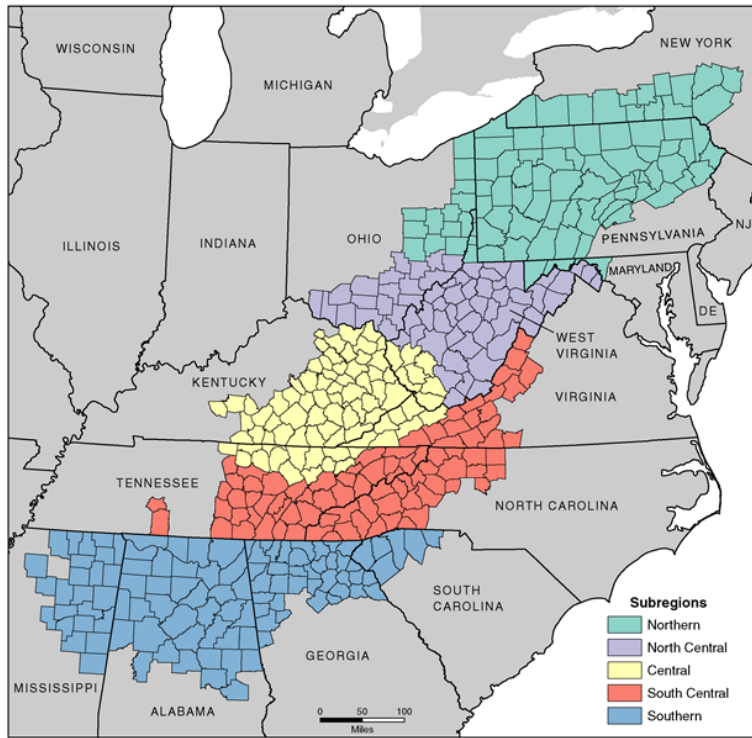 WISCONSIN
NEW YORK
MICHIGAN
PENNSYLVANIA
NJ
ILLINOIS
INDIANA
OHIO
MARYLAND
DE
WEST
VIRGINIA
KENTUCKY
VIRGINIA
TENNESSEE
NORTH CAROLINA
SOUTH
CAROLINA
GEORGIA
MISSISSIPPI
ALABAMA
0 50 100
Miles
Subregions
Northern
North Central
Central
South Central
Southern